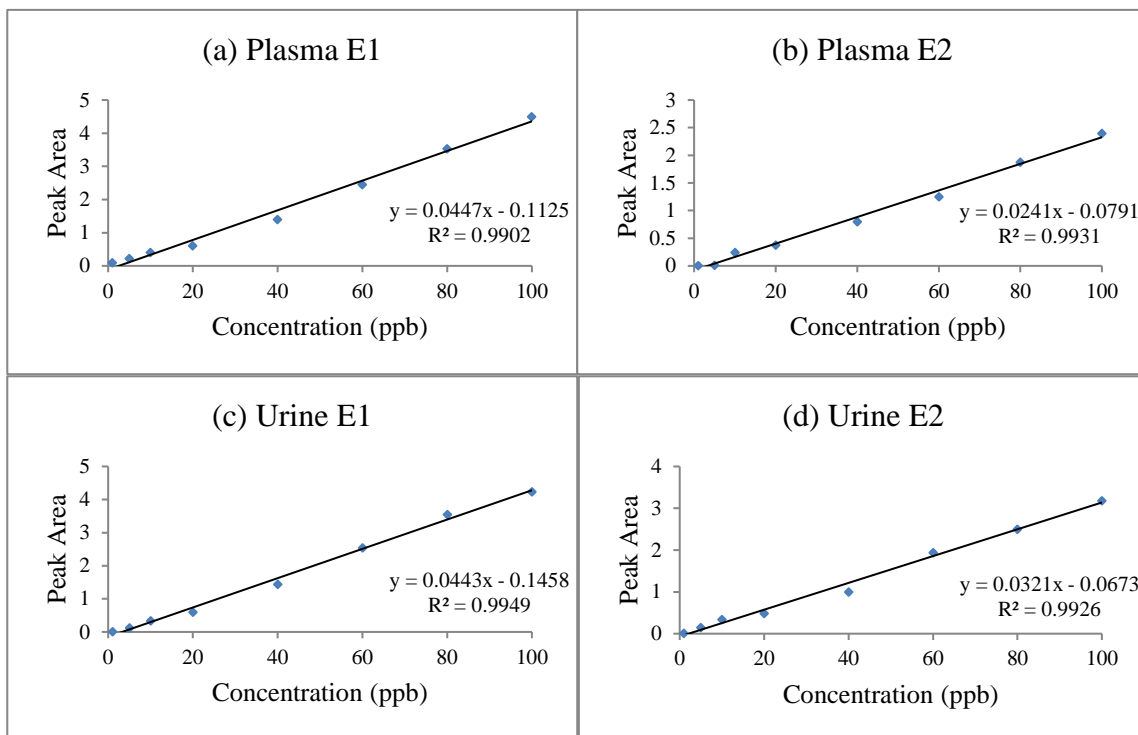 (a) Plasma E1
5
4
3
2
1
0
0 20 40 60 80 100
Peak Area
Concentration (ppb)
y = 0.0447x - 0.1125
R² = 0.9902
(b) Plasma E2
3
2.5
2
1.5
1
0.5
0
0 20 40 60 80 100
Peak Area
Concentration (ppb)
y = 0.0241x - 0.0791
R² = 0.9931
(c) Urine E1
5
4
3
2
1
0
0 20 40 60 80 100
Peak Area
Concentration (ppb)
y = 0.0443x - 0.1458
R² = 0.9949
(d) Urine E2
4
3
2
1
0
0 20 40 60 80 100
Peak Area
Concentration (ppb)
y = 0.0321x - 0.0673
R² = 0.9926